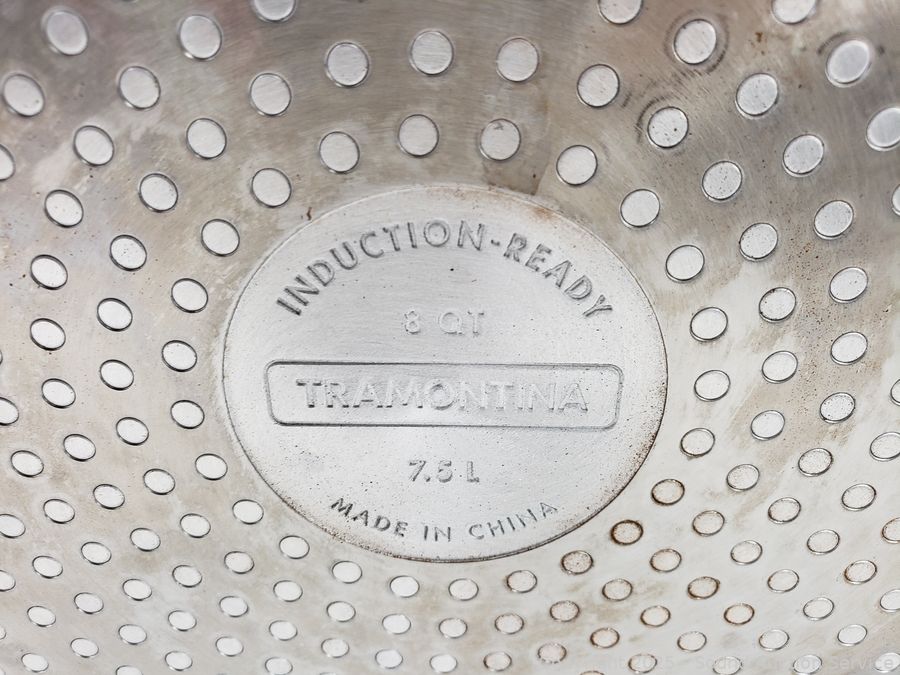 INDUCTION-READY
8 QT
TRAMONTINA
7.5 L
MADE IN CHINA